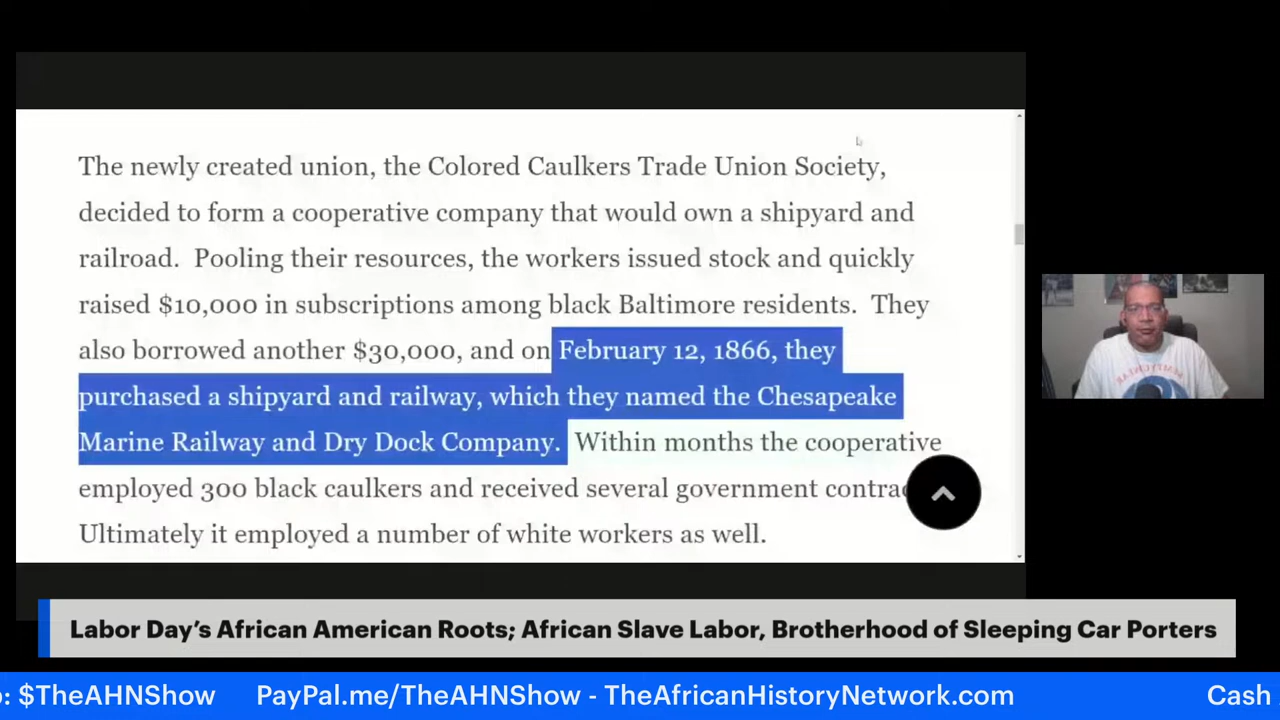 The newly created union, the Colored Caulkers Trade Union Society,
decided to form a cooperative company that would own a shipyard and
railroad.  Pooling their resources, the workers issued stock and quickly
raised $10,000 in subscriptions among black Baltimore residents.  They
also borrowed another $30,000, and on February 12, 1866, they
purchased a shipyard and railway, which they named the Chesapeake
Marine Railway and Dry Dock Company.  Within months the cooperative
employed 300 black caulkers and received several government
Ultimately it employed a number of white workers as well.
Labor Day’s African American Roots; African Slave Labor, Brotherhood of Sleeping Car Porters
: $TheAHNShow PayPal.me/TheAHNShow - TheAfricanHistoryNetwork.com Cash